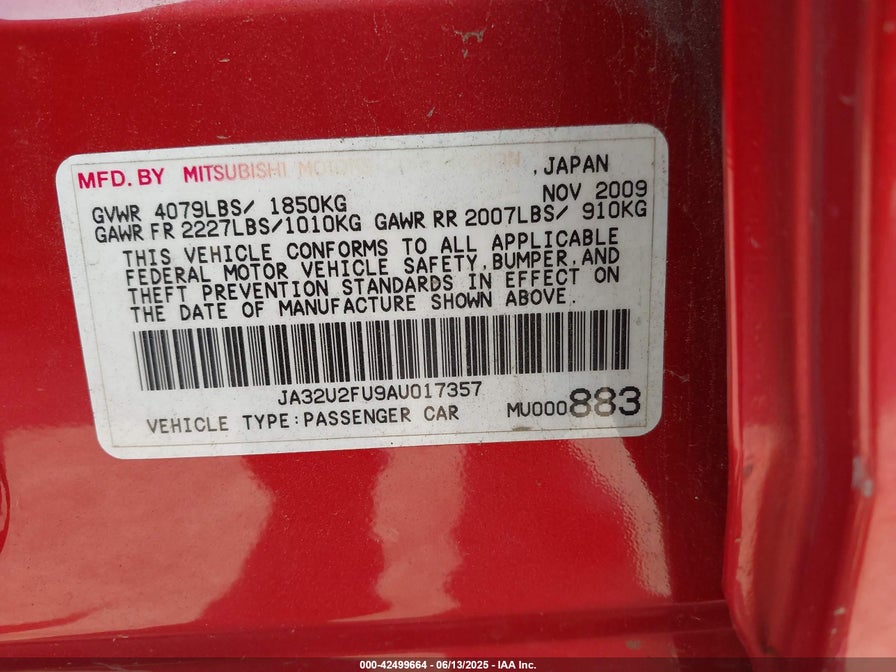 MFD. BY MITSUBISHI MOTORS CORPORATION , JAPAN
GVWR 4079LBS/ 1850KG NOV 2009
GAWR FR 2227LBS/1010KG GAWR RR 2007LBS/ 910KG
THIS VEHICLE CONFORMS TO ALL APPLICABLE
FEDERAL MOTOR VEHICLE SAFETY, BUMPER, AND
THEFT PREVENTION STANDARDS IN EFFECT ON
THE DATE OF MANUFACTURE SHOWN ABOVE.
JA32U2FU9AU017357
VEHICLE TYPE:PASSENGER CAR MU000883
000-42499664 - 06/13/2025 - IAA Inc.